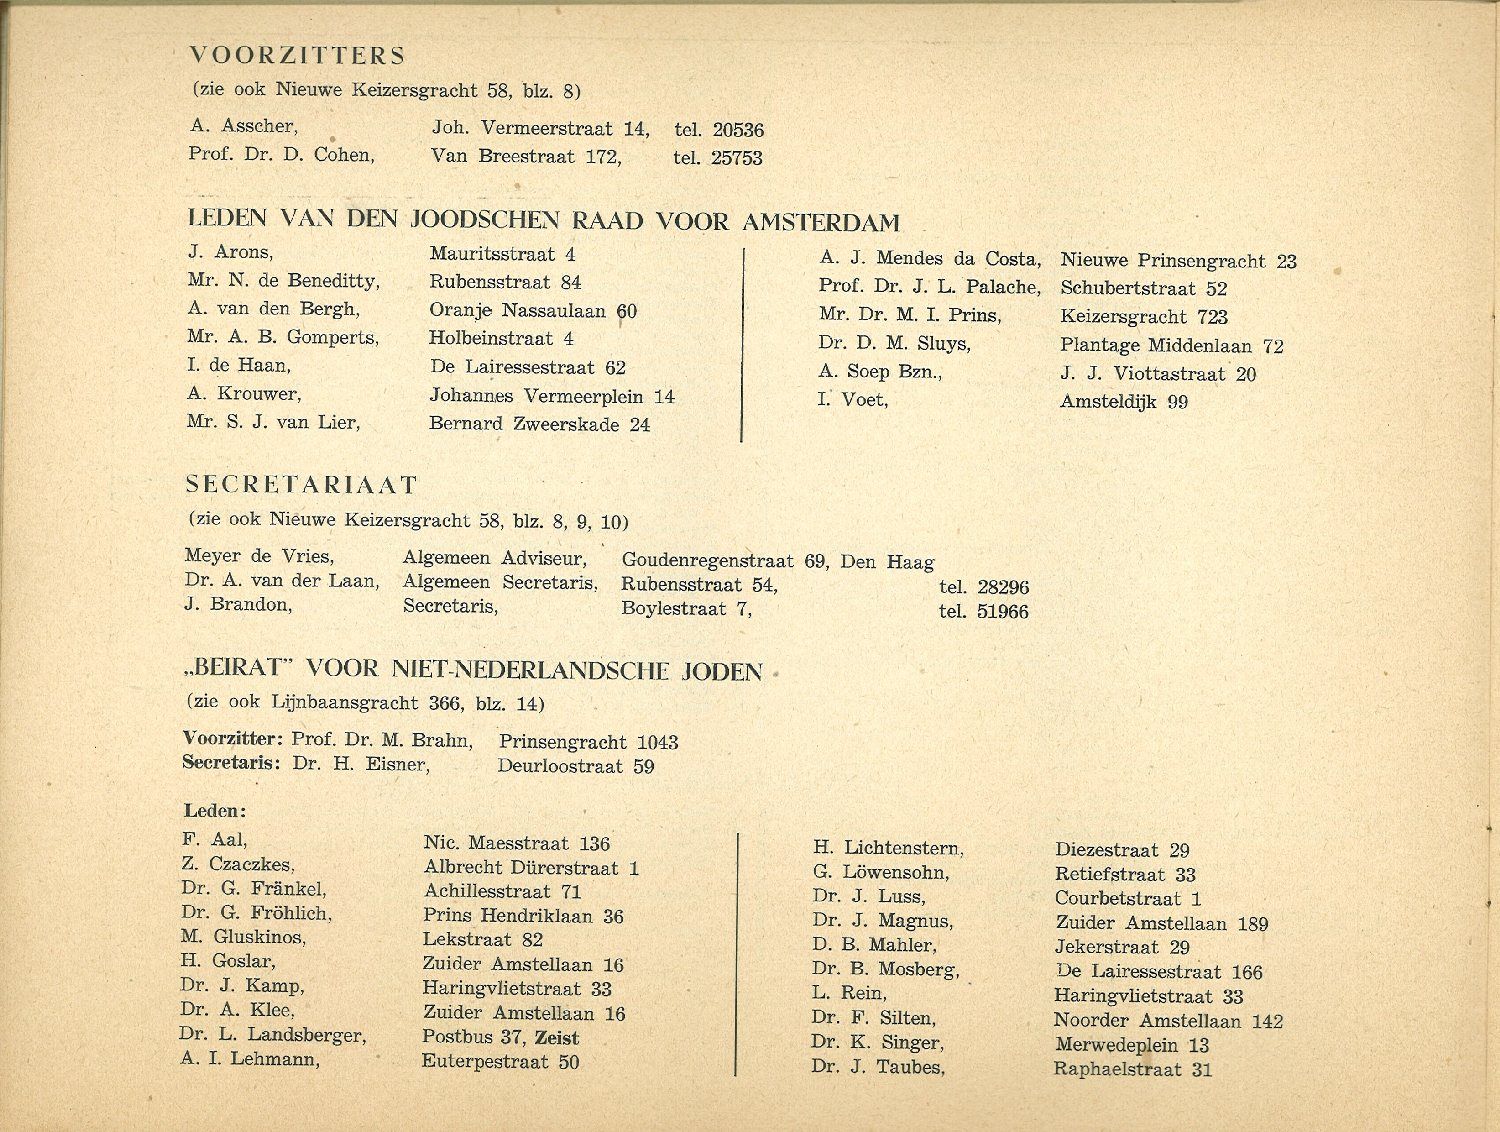 VOORZITTERS
(zie ook Nieuwe Keizersgracht 58, blz. 8)
A. Asscher, Joh. Vermeerstraat 14, tel. 20536
Prof. Dr. D. Cohen, Van Breestraat 172, tel. 25753
LEDEN VAN DEN JOODSCHEN RAAD VOOR AMSTERDAM
J. Arons, Mauritsstraat 4
Mr. N. de Beneditty, Rubensstraat 84
A. van den Bergh, Oranje Nassaulaan 60
Mr. A. B. Gomperts, Holbeinstraat 4
I. de Haan, De Lairessestraat 62
A. Krouwer, Johannes Vermeerplein 14
Mr. S. J. van Lier, Bernard Zweerskade 24
A. J. Mendes da Costa, Nieuwe Prinsengracht 23
Prof. Dr. J. L. Palache, Schubertstraat 52
Mr. Dr. M. I. Prins, Keizersgracht 723
Dr. D. M. Sluys, Plantage Middenlaan 72
A. Soep Bzn., J. J. Viottastraat 20
I. Voet, Amsteldijk 99
SECRETARIAAT
(zie ook Nieuwe Keizersgracht 58, blz. 8, 9, 10)
Meyer de Vries, Algemeen Adviseur, Goudenregenstraat 69, Den Haag
Dr. A. van der Laan, Algemeen Secretaris, Rubensstraat 54, tel. 28296
J. Brandon, Secretaris, Boylestraat 7, tel. 51966
„BEIRAT” VOOR NIET-NEDERLANDSCHE JODEN
(zie ook Lijnbaansgracht 366, blz. 14)
Voorzitter: Prof. Dr. M. Brahn, Prinsengracht 1043
Secretaris: Dr. H. Eisner, Deurloostraat 59
Leden:
F. Aal, Nic. Maesstraat 136
Z. Czaczkes, Albrecht Dürerstraat 1
Dr. G. Fränkel, Achillesstraat 71
Dr. G. Fröhlich, Prins Hendriklaan 36
M. Gluskinos, Lekstraat 82
H. Goslar, Zuider Amstellaan 16
Dr. J. Kamp, Haringvlietstraat 33
Dr. A. Klee, Zuider Amstellaan 16
Dr. L. Landsberger, Postbus 37, Zeist
A. I. Lehmann, Euterpestraat 50
H. Lichtenstern, Diezestraat 29
G. Löwensohn, Retiefstraat 33
Dr. J. Luss, Courbetstraat 1
Dr. J. Magnus, Zuider Amstellaan 189
D. B. Mahler, Jekerstraat 29
Dr. B. Mosberg, De Lairessestraat 166
L. Rein, Haringvlietstraat 33
Dr. F. Silten, Noorder Amstellaan 142
Dr. K. Singer, Merwedeplein 13
Dr. J. Taubes, Raphaelstraat 31